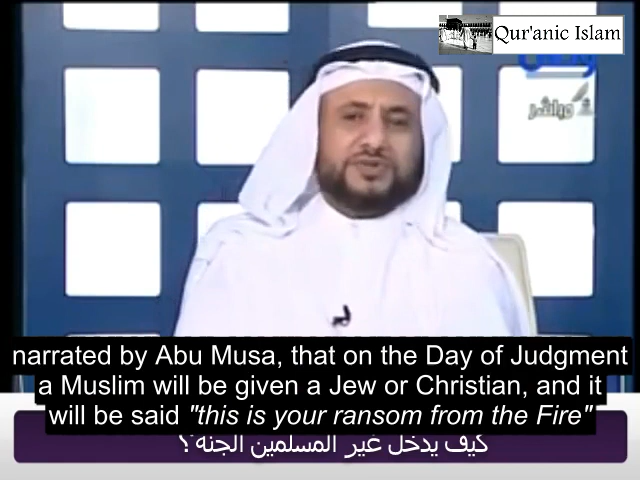 Qur'anic Islam
مباشر
narrated by Abu Musa, that on the Day of Judgment
a Muslim will be given a Jew or Christian, and it
will be said "this is your ransom from the Fire"
كيف يدخل غير المسلمين الجنة ؟